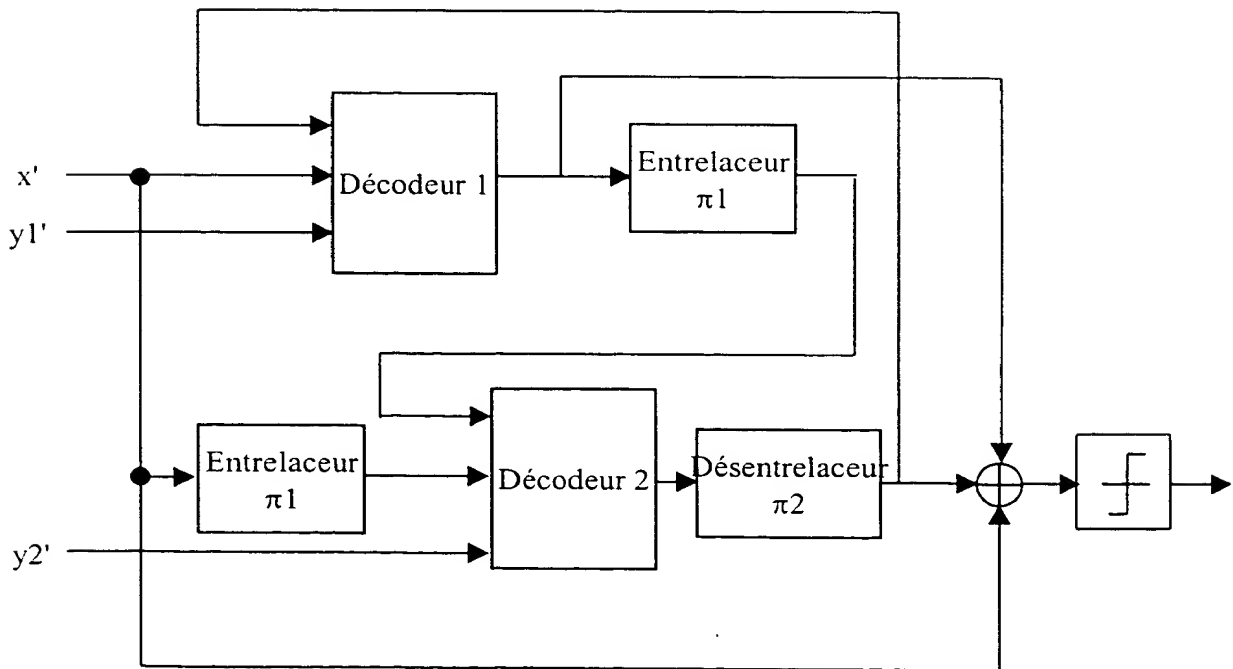 x'
y1'
Décodeur 1
Entrelaceur
π1
Entrelaceur
π1
y2'
Décodeur 2
Désentrelaceur
π2